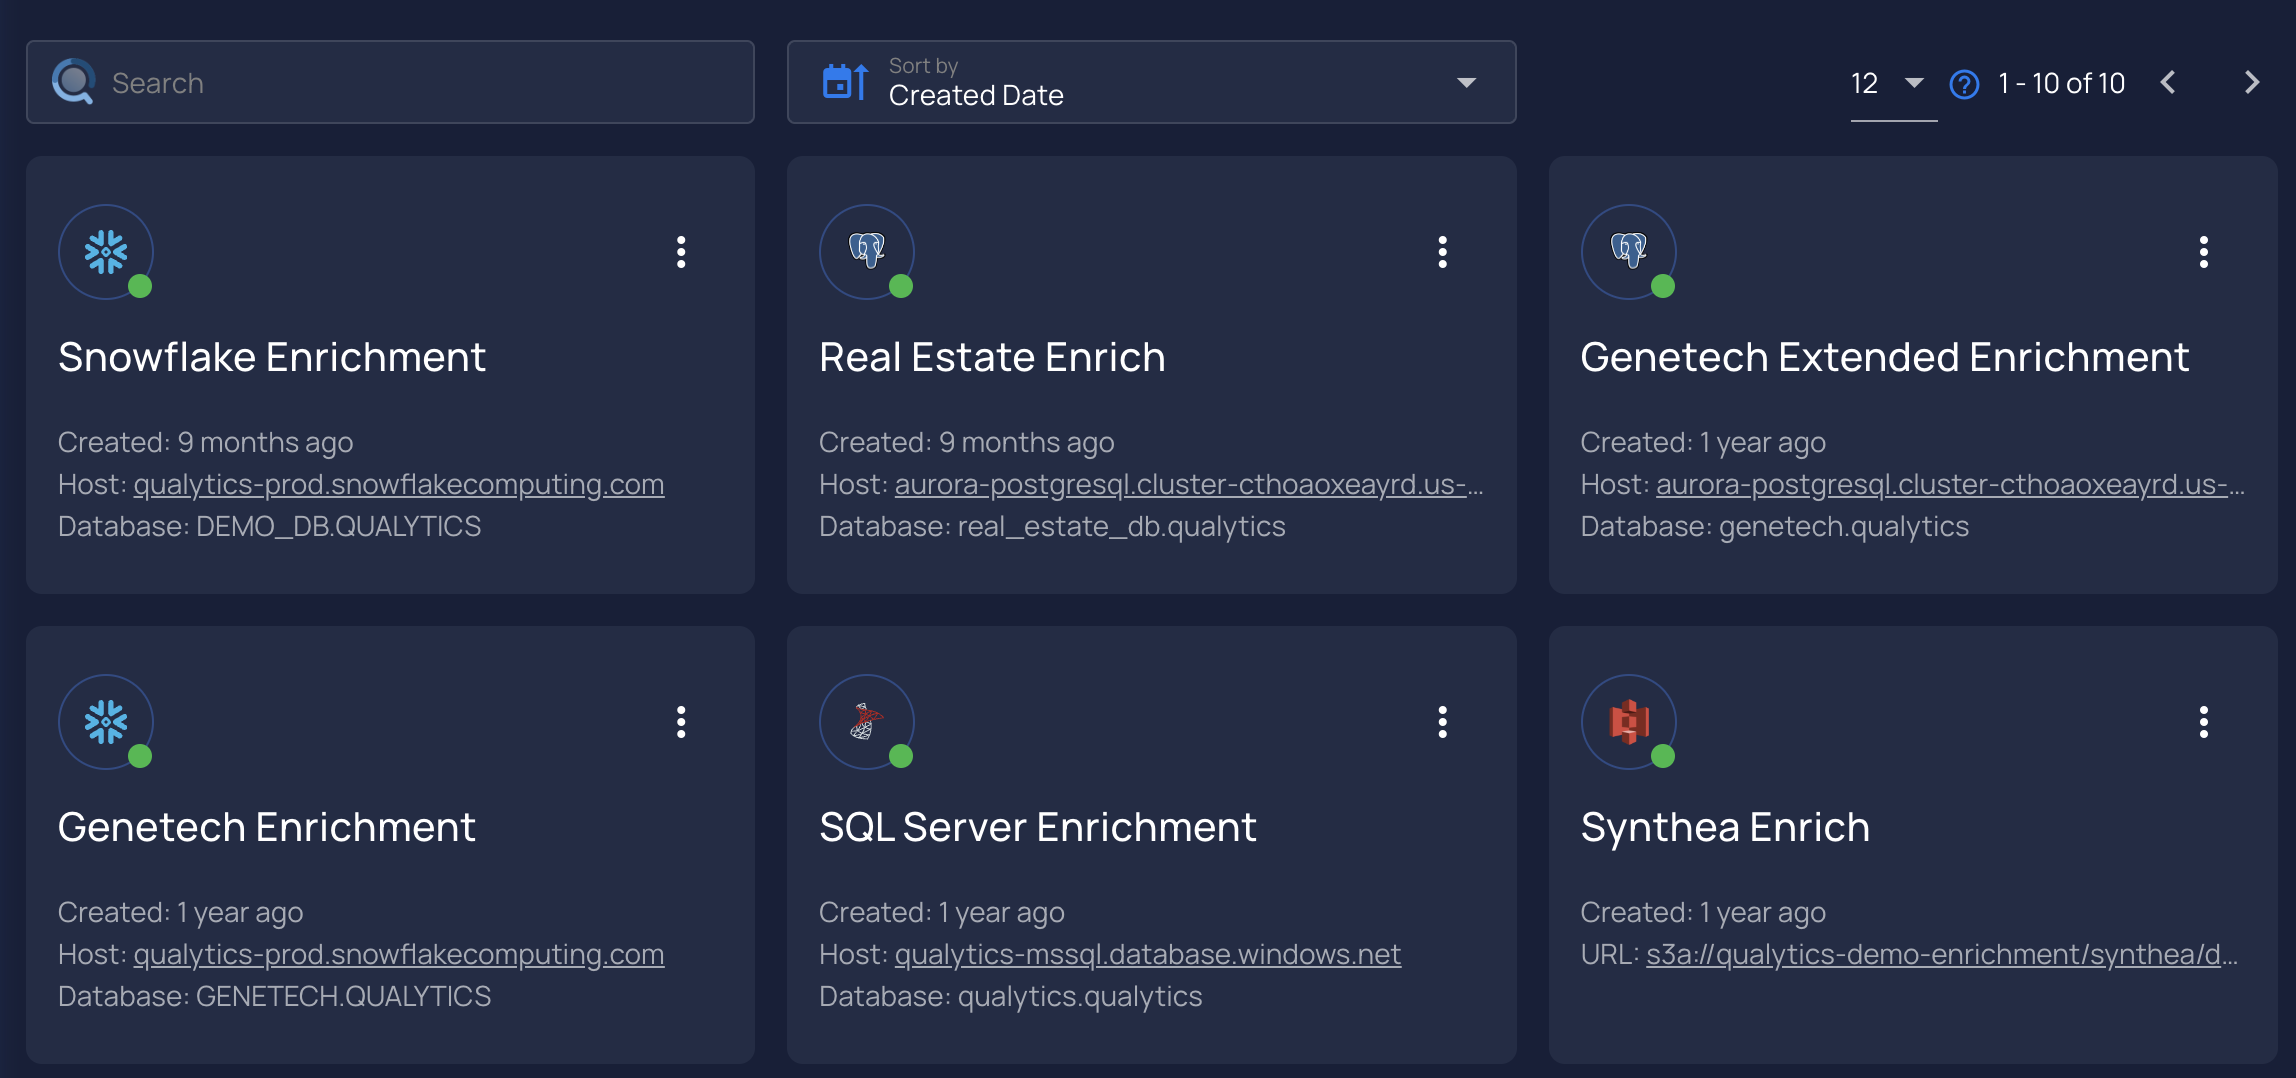 Search
Sort by
Created Date
12
1 - 10 of 10
Snowflake Enrichment
Created: 9 months ago
Host: qualytics-prod.snowflakecomputing.com
Database: DEMO_DB.QUALYTICS
Real Estate Enrich
Created: 9 months ago
Host: aurora-postgresql.cluster-cthoaoxeayrd.us-...
Database: real_estate_db.qualytics
Genetech Extended Enrichment
Created: 1 year ago
Host: aurora-postgresql.cluster-cthoaoxeayrd.us-...
Database: genetech.qualytics
Genetech Enrichment
Created: 1 year ago
Host: qualytics-prod.snowflakecomputing.com
Database: GENETECH.QUALYTICS
SQL Server Enrichment
Created: 1 year ago
Host: qualytics-mssql.database.windows.net
Database: qualytics.qualytics
Synthea Enrich
Created: 1 year ago
URL: s3a://qualytics-demo-enrichment/synthea/d...